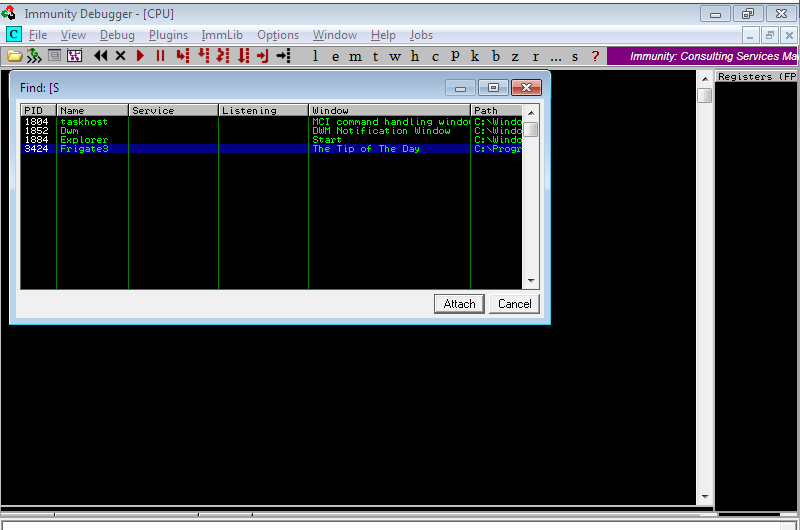 Immunity Debugger - [CPU]
C File View Debug Plugins ImmLib Options Window Help Jobs
l e m t w h c p k b z r ... s ? Immunity: Consulting Services Ma
Registers (FP
Find: [S
PID Name Service Listening Window Path
1804 taskhost MCI command handling window C:\Windo
1852 Dwm DWM Notification Window C:\Windo
1884 Explorer Start C:\Windo
3424 Frigate3 The Tip of The Day C:\Progr
Attach Cancel